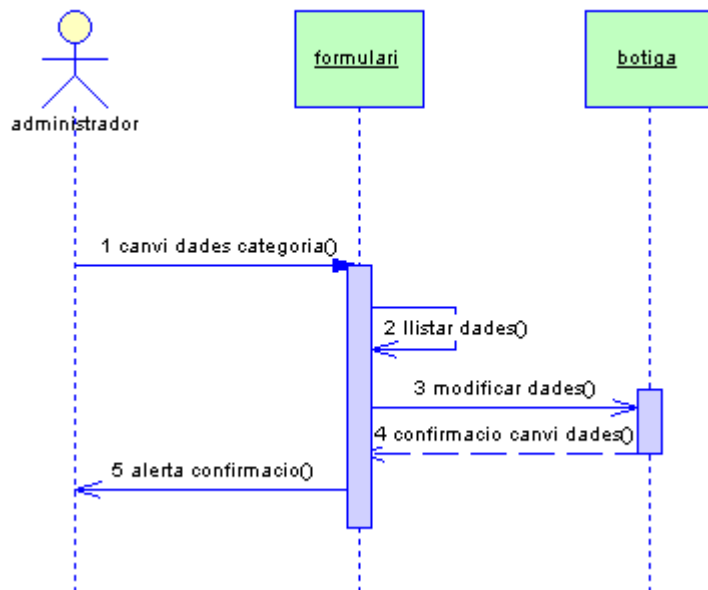 formulari
botiga
administrador
1 canvi dades categoria()
2 llistar dades()
3 modificar dades()
4 confirmacio canvi dades()
5 alerta confirmacio()